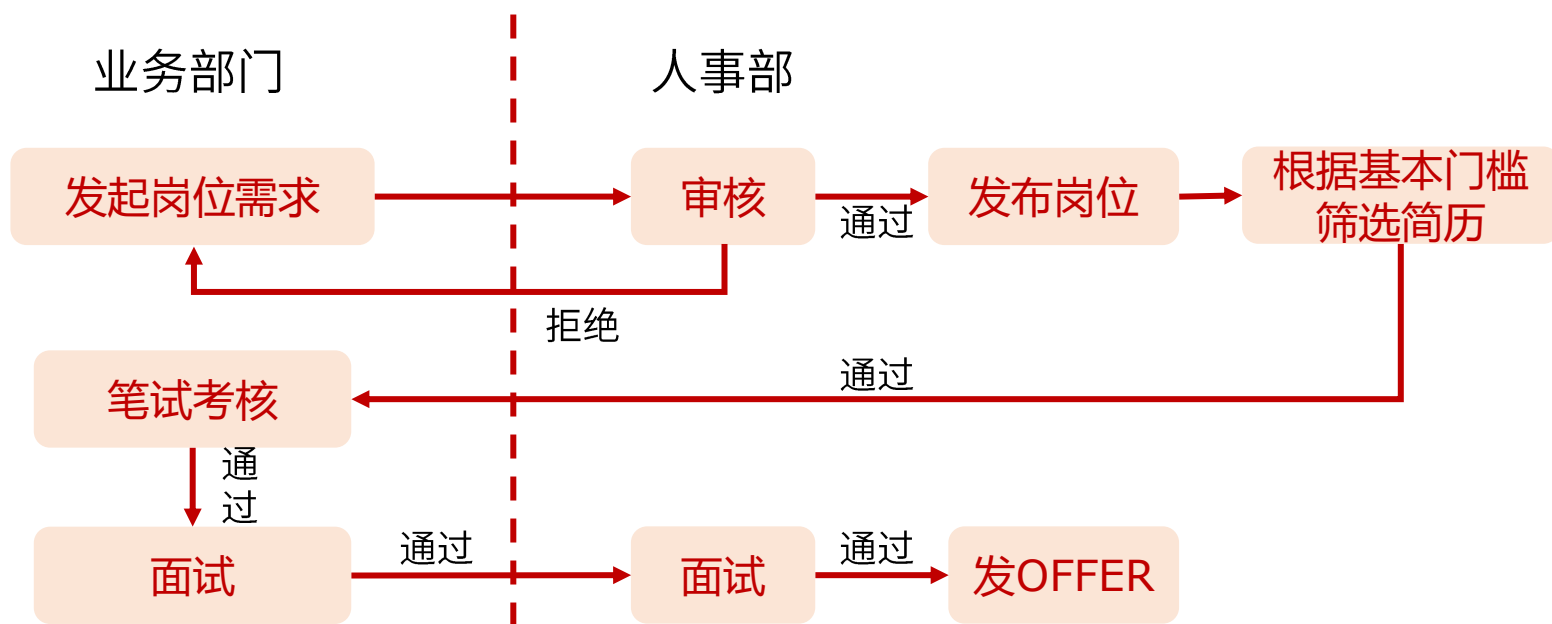 业务部门
人事部
发起岗位需求
审核
通过
发布岗位
根据基本门槛
筛选简历
拒绝
通过
笔试考核
通
过
面试
通过
面试
通过
发OFFER